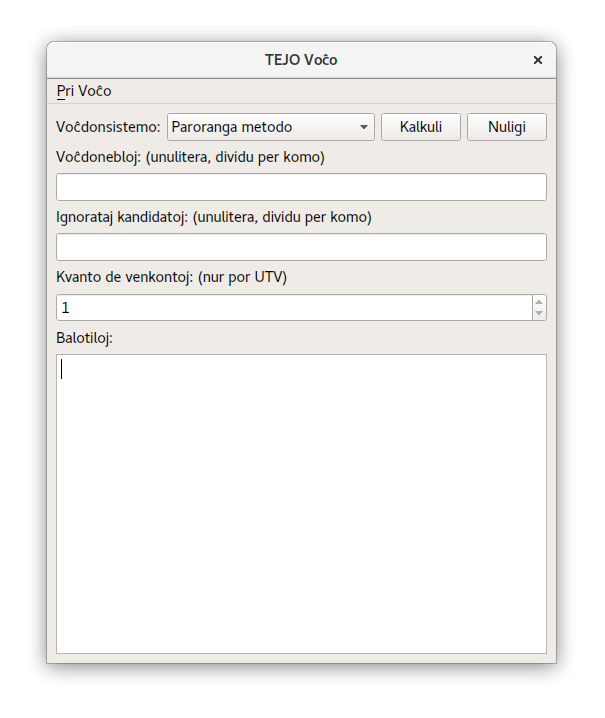 TEJO Voĉo
Pri Voĉo
Voĉdonsistemo: Paroranga metodo Kalkuli Nuligi
Voĉdonebloj: (unulitera, dividu per komo)
Ignorataj kandidatoj: (unulitera, dividu per komo)
Kvanto de venkontoj: (nur por UTV)
1
Balotiloj: